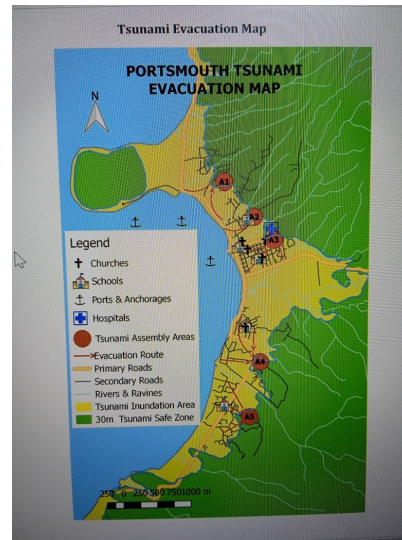 Tsunami Evacuation Map
PORTSMOUTH TSUNAMI
EVACUATION MAP
N
A1
A2
A3
Legend
Churches
Schools
Ports & Anchorages
Hospitals
Tsunami Assembly Areas
Evacuation Route
Primary Roads
Secondary Roads
Rivers & Ravines
Tsunami Inundation Area
30m Tsunami Safe Zone
A4
A5
250 0 250 500 7501000 m